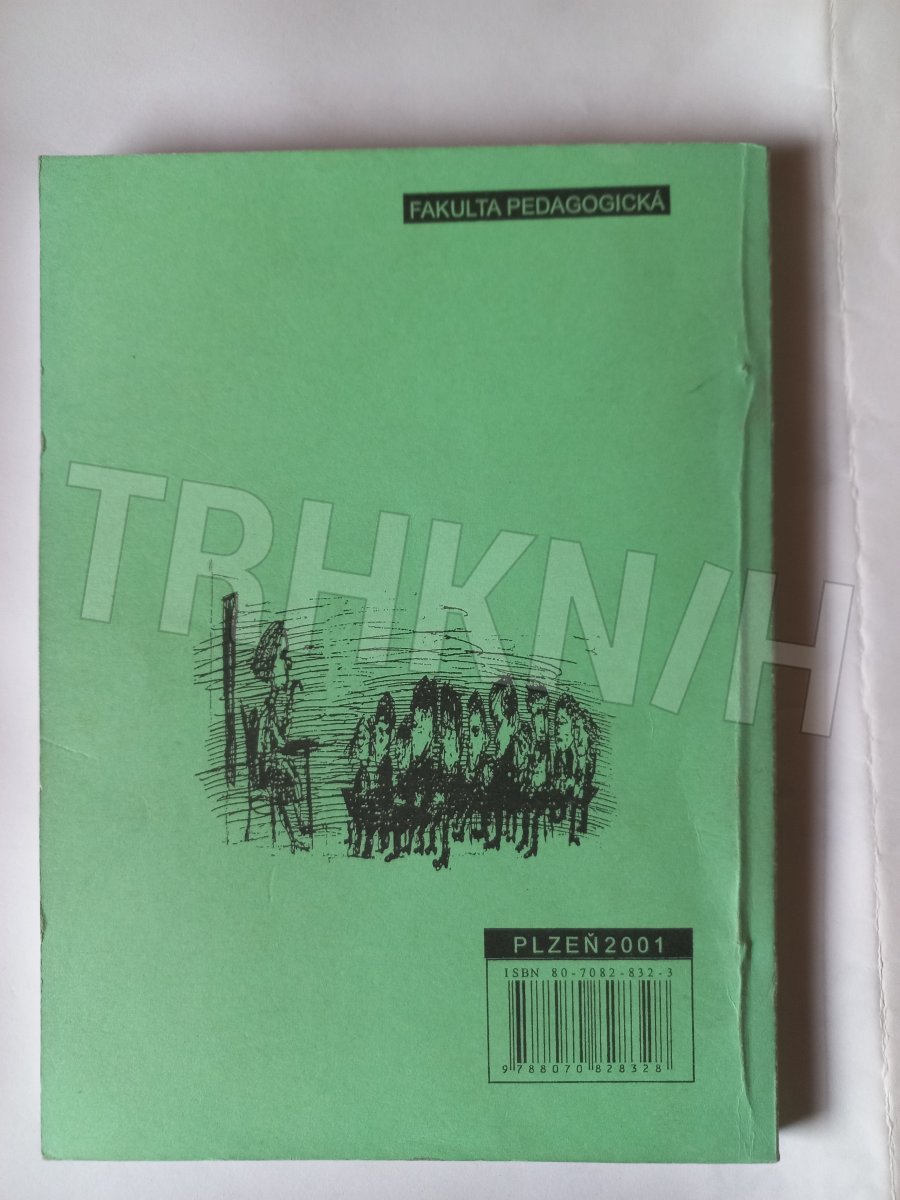 FAKULTA PEDAGOGICKÁ
TRHKNIH
PLZEŇ2001
ISBN 80-7082-832-3
9788070828328